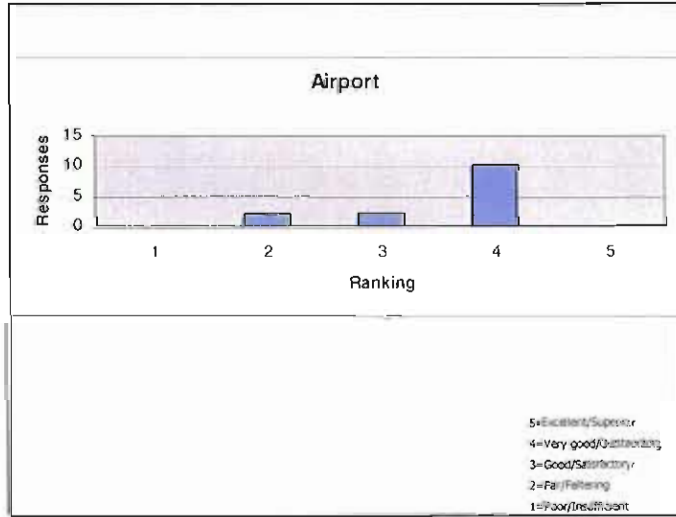 Airport
Responses
15
10
5
0
1 2 3 4 5
Ranking
5=Excellent/Superior
4=Very good/Outstanding
3=Good/Satisfactory
2=Fair/Faltering
1=Poor/Insufficient